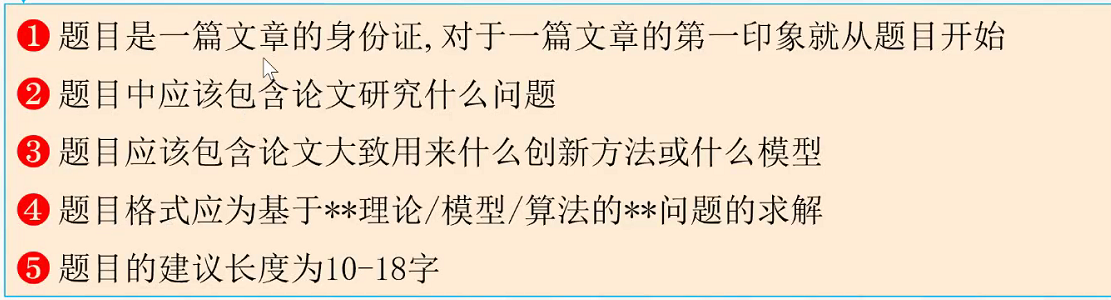 ❶ 题目是一篇文章的身份证,对于一篇文章的第一印象就从题目开始
❷ 题目中应该包含论文研究什么问题
❸ 题目应该包含论文大致用来什么创新方法或什么模型
❹ 题目格式应为基于**理论/模型/算法的**问题的求解
❺ 题目的建议长度为10-18字